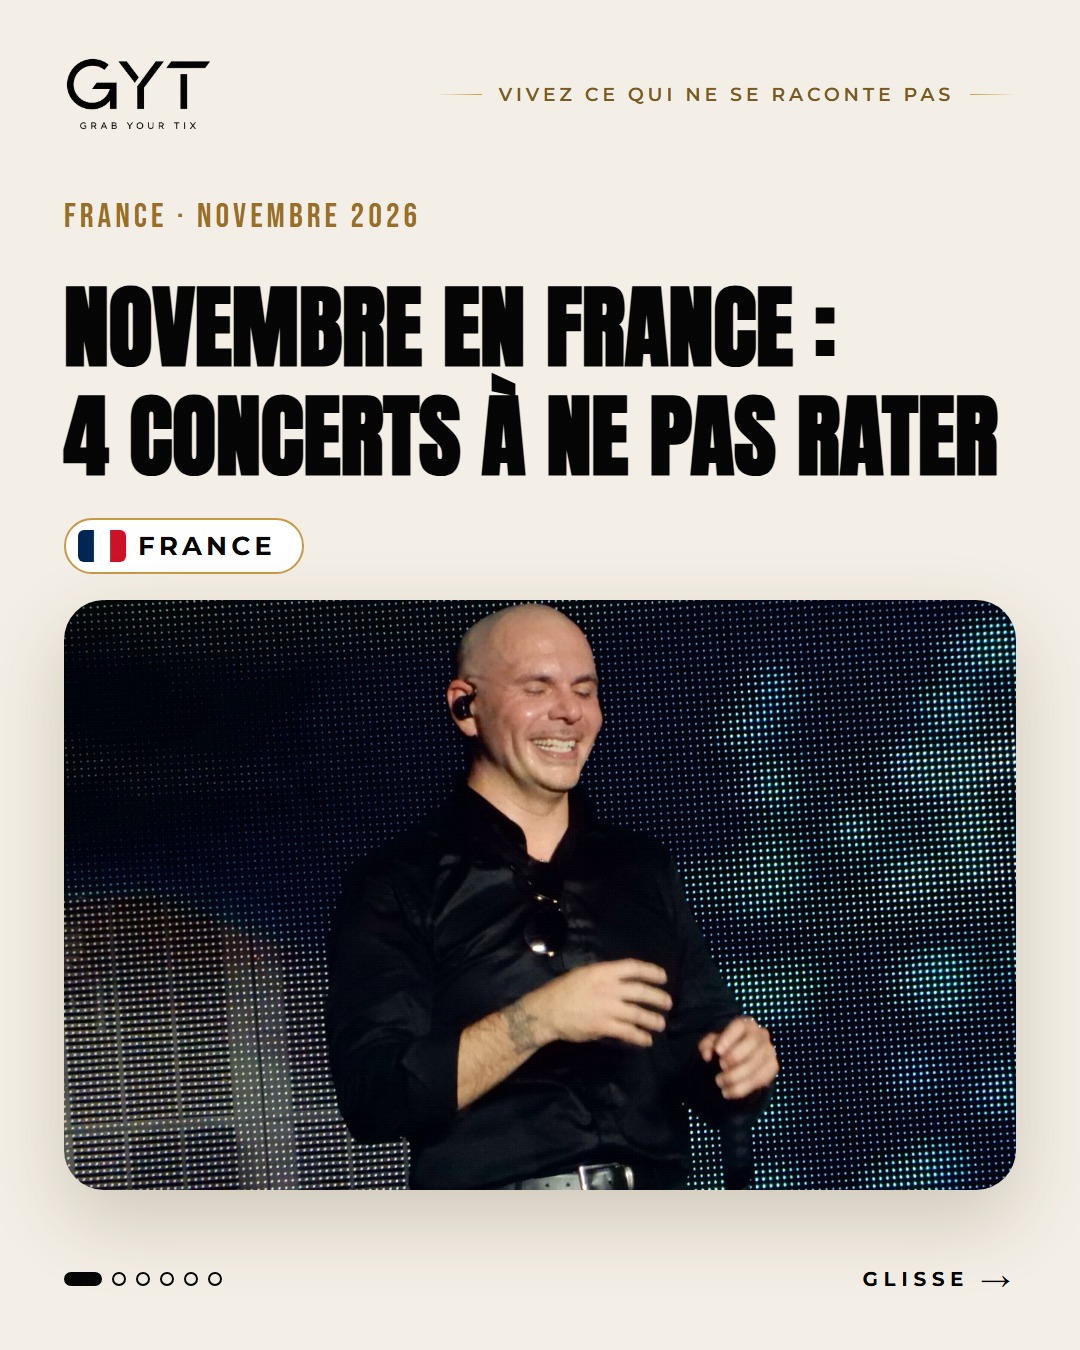 GYT
GRAB YOUR TIX
VIVEZ CE QUI NE SE RACONTE PAS
FRANCE · NOVEMBRE 2026
NOVEMBRE EN FRANCE :
4 CONCERTS À NE PAS RATER
FRANCE
GLISSE →